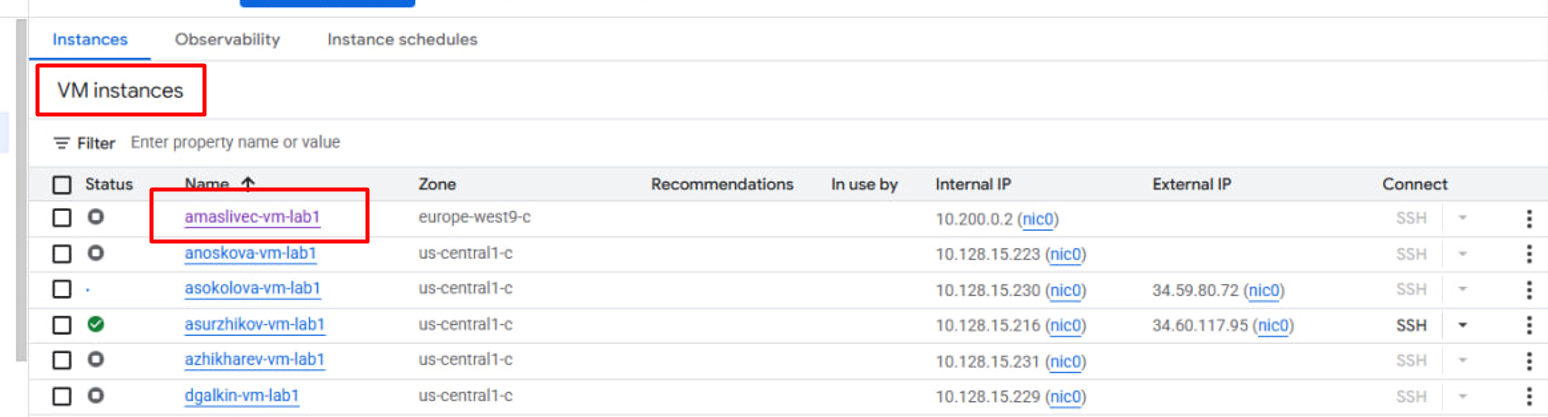 Instances Observability Instance schedules
VM instances
Filter Enter property name or value
Status Name Zone Recommendations In use by Internal IP External IP Connect
amaslivec-vm-lab1 europe-west9-c 10.200.0.2 (nic0) SSH
anoskova-vm-lab1 us-central1-c 10.128.15.223 (nic0) SSH
asokolova-vm-lab1 us-central1-c 10.128.15.230 (nic0) 34.59.80.72 (nic0) SSH
asurzhikov-vm-lab1 us-central1-c 10.128.15.216 (nic0) 34.60.117.95 (nic0) SSH
azhikharev-vm-lab1 us-central1-c 10.128.15.231 (nic0) SSH
dgalkin-vm-lab1 us-central1-c 10.128.15.229 (nic0) SSH